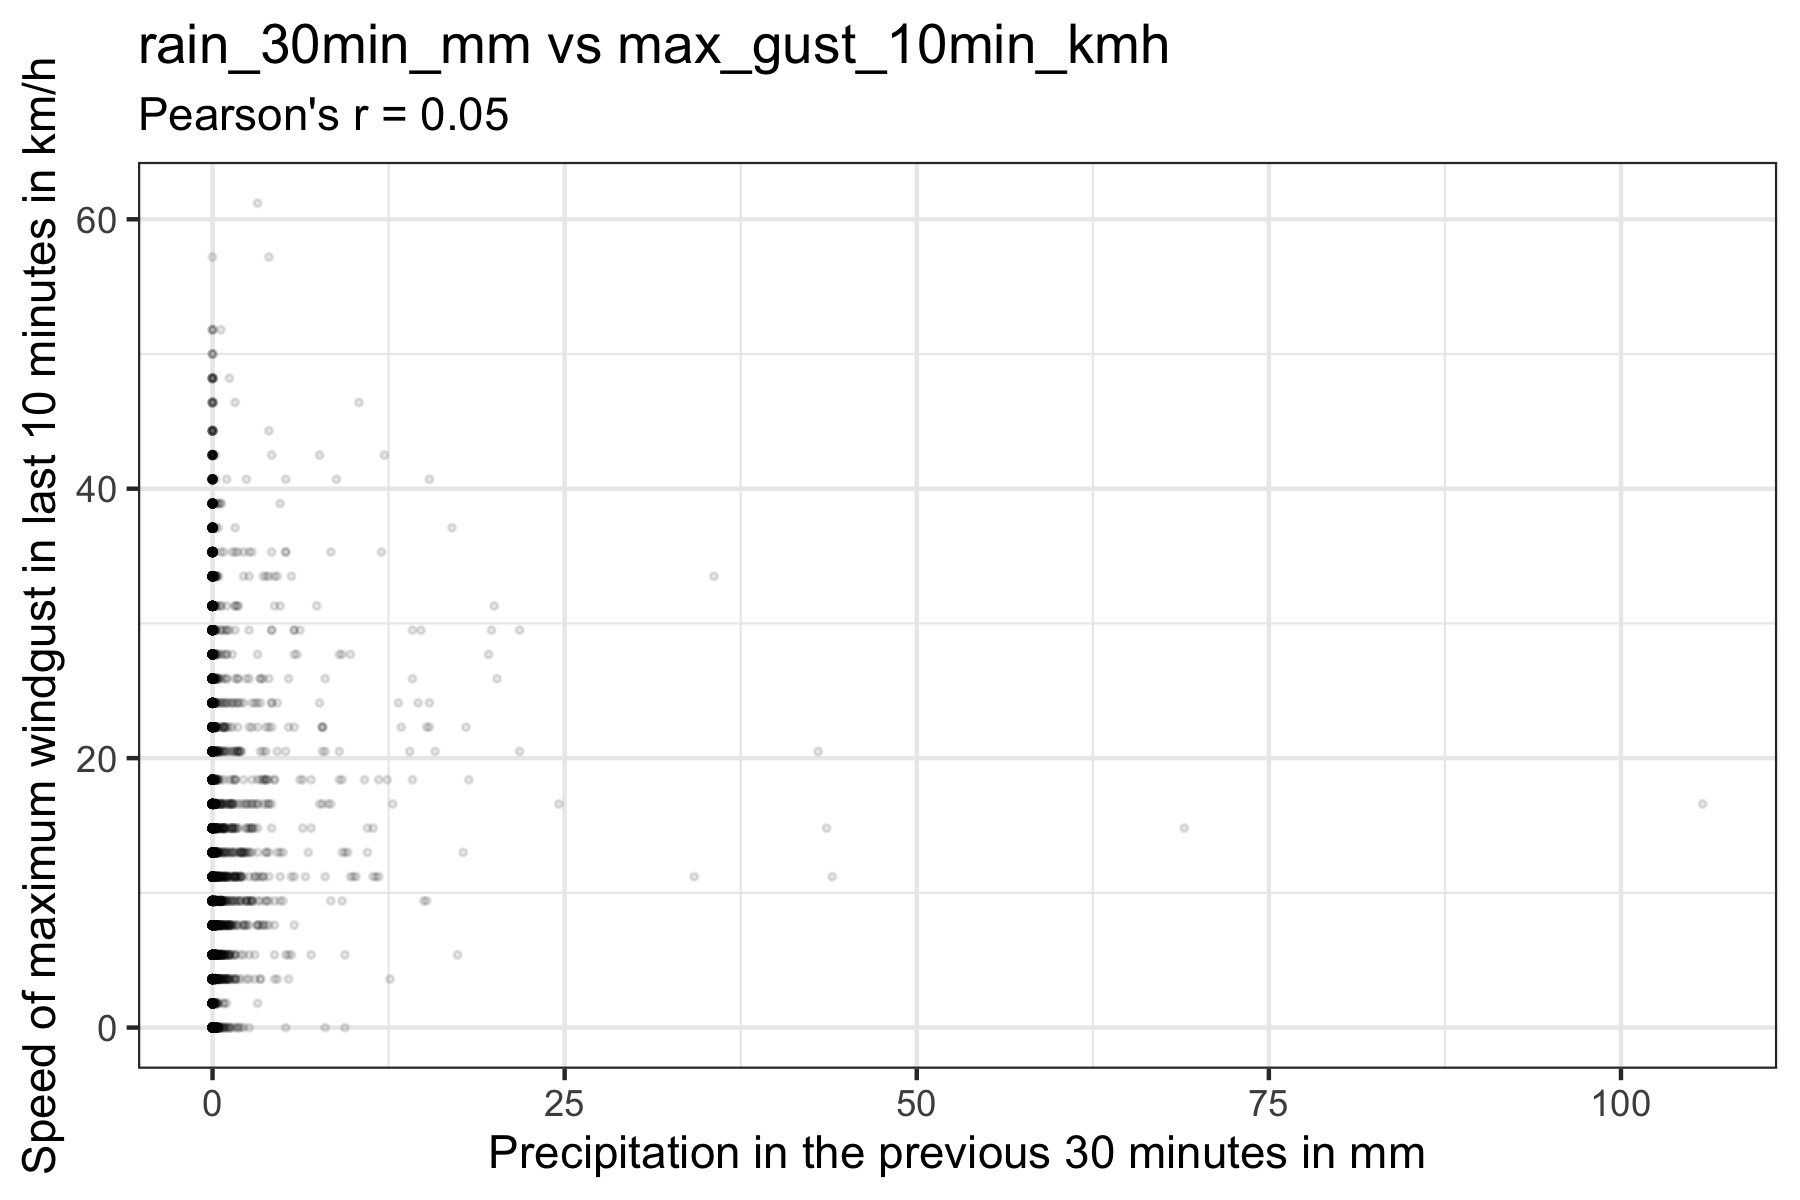 rain_30min_mm vs max_gust_10min_kmh
Pearson's r = 0.05
Speed of maximum windgust in last 10 minutes in km/h
60
40
20
0
0 25 50 75 100
Precipitation in the previous 30 minutes in mm